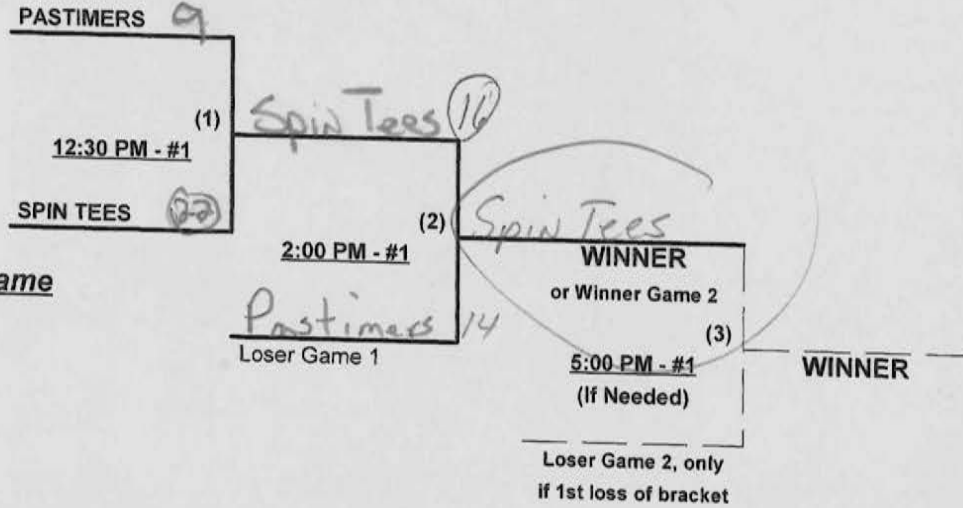 PASTIMERS 9
(1)
12:30 PM - #1
SPIN TEES 22
Spin Tees 16
(2)
2:00 PM - #1
ame
Pastimers 14
Loser Game 1
Spin Tees
WINNER
or Winner Game 2
(3)
5:00 PM - #1
(If Needed)
WINNER
Loser Game 2, only
if 1st loss of bracket